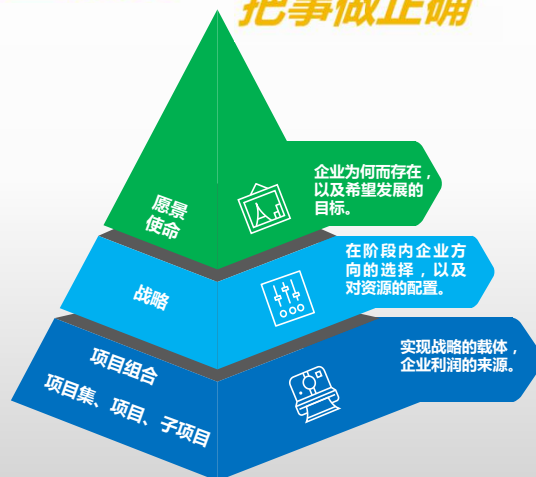 把事做正确
企业为何而存在，
以及希望发展的
目标。
愿景
使命
在阶段内企业方
向的选择，以及
对资源的配置。
战略
实现战略的载体，
企业利润的来源。
项目组合
项目集、项目、子项目